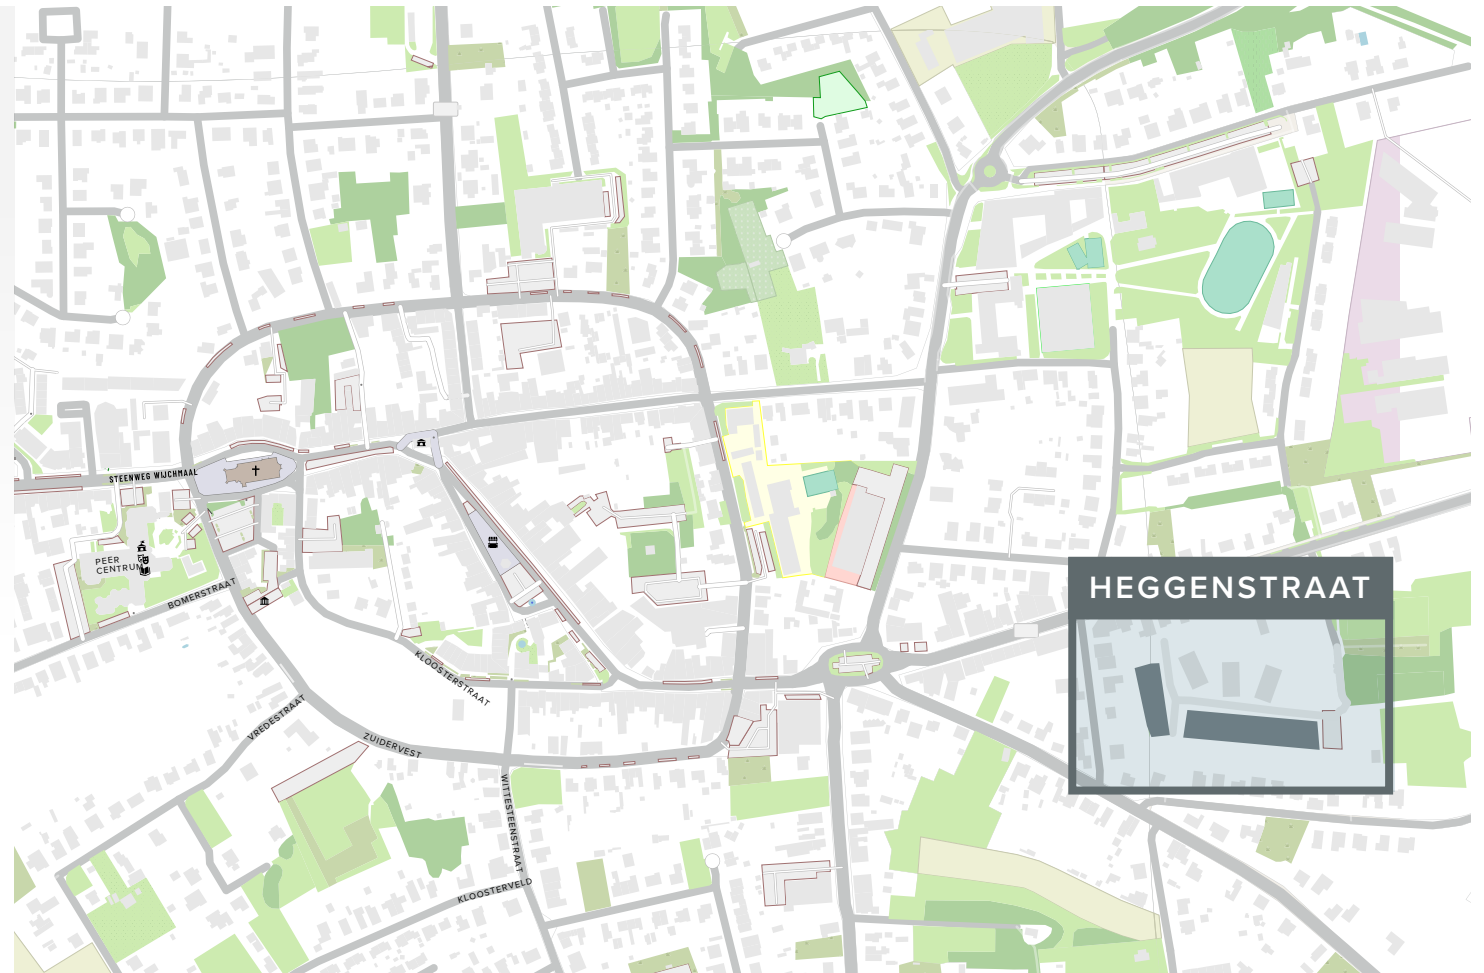 STEENWEG WIJCHMAAL
PEER
CENTRUM
BOMERSTRAAT
HEGGENSTRAAT
KLOOSTERSTRAAT
VREDESTRAAT
ZUIDERVEST
WITTESTEENSTRAAT
KLOOSTERVELD